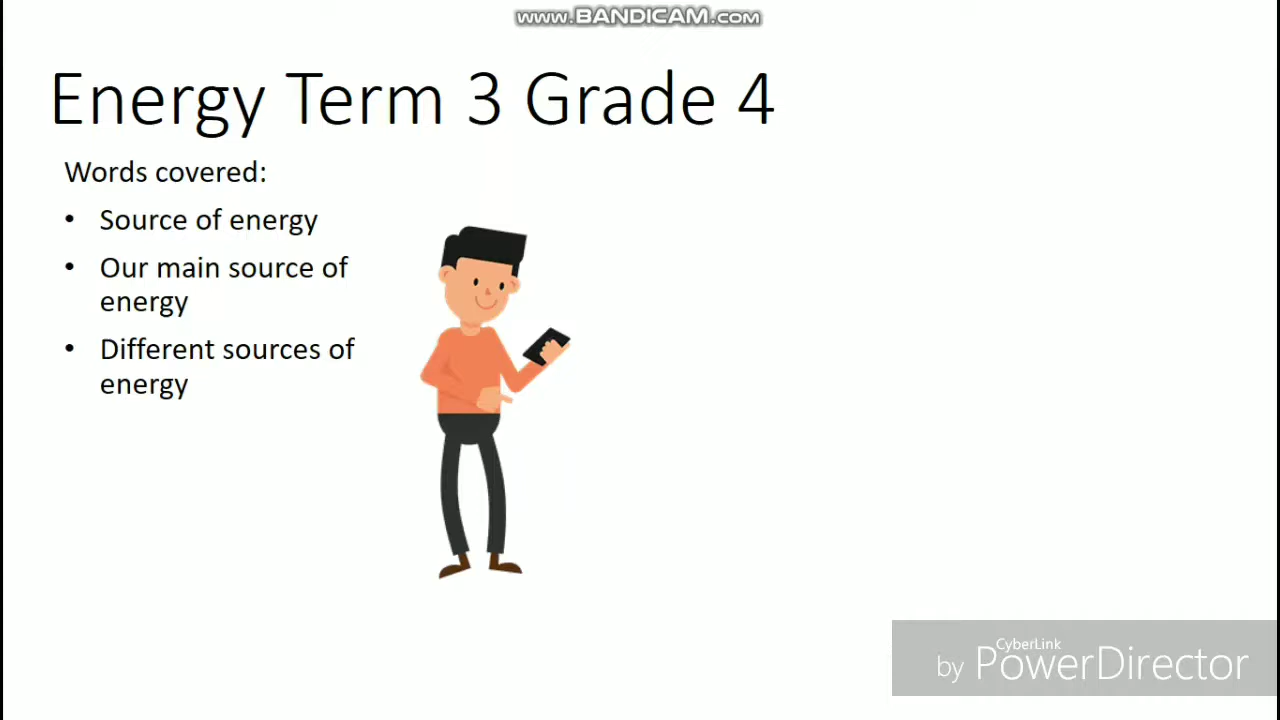 www.BANDICAM.com
Energy Term 3 Grade 4
Words covered:
• Source of energy
• Our main source of
energy
• Different sources of
energy
CyberLink
by PowerDirector